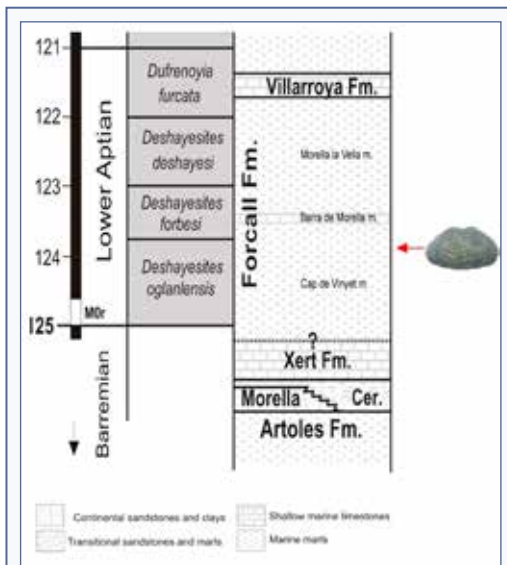 121
122
123
124
125
M0r
Lower Aptian
Barremian
Dufrenoyia
furcata
Deshayesites
deshayesi
Deshayesites
forbesi
Deshayesites
oglanlensis
Forcall Fm.
Villarroya Fm.
Morella la Vella m.
Barra de Morella m.
Cap de Vinyet m.
?
Xert Fm.
Morella Cer.
Artoles Fm.
Continental sandstones and clays
Transitional sandstones and marls
Shallow marine limestones
Marine marls